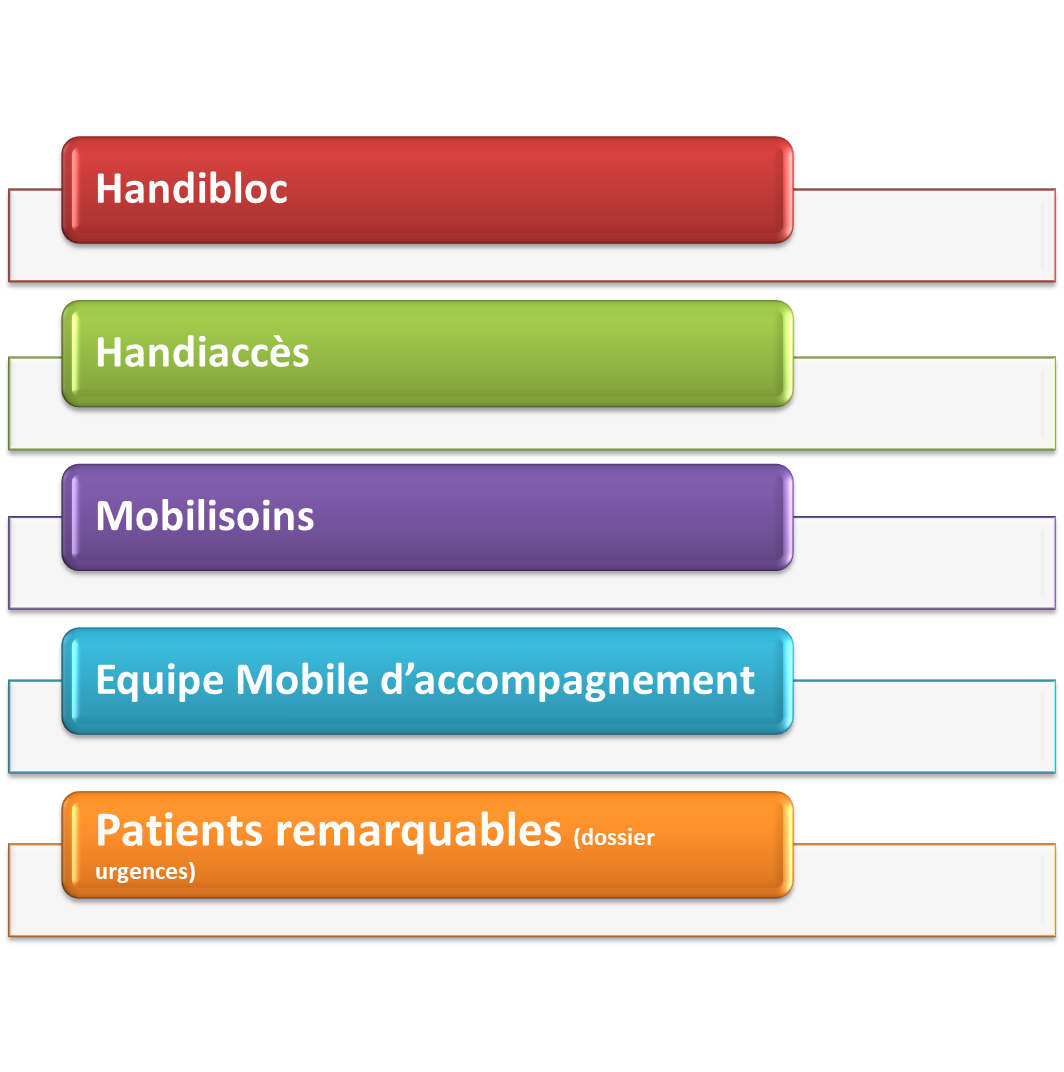 Handibloc
Handiaccès
Mobilisoins
Equipe Mobile d’accompagnement
Patients remarquables (dossier
urgences)